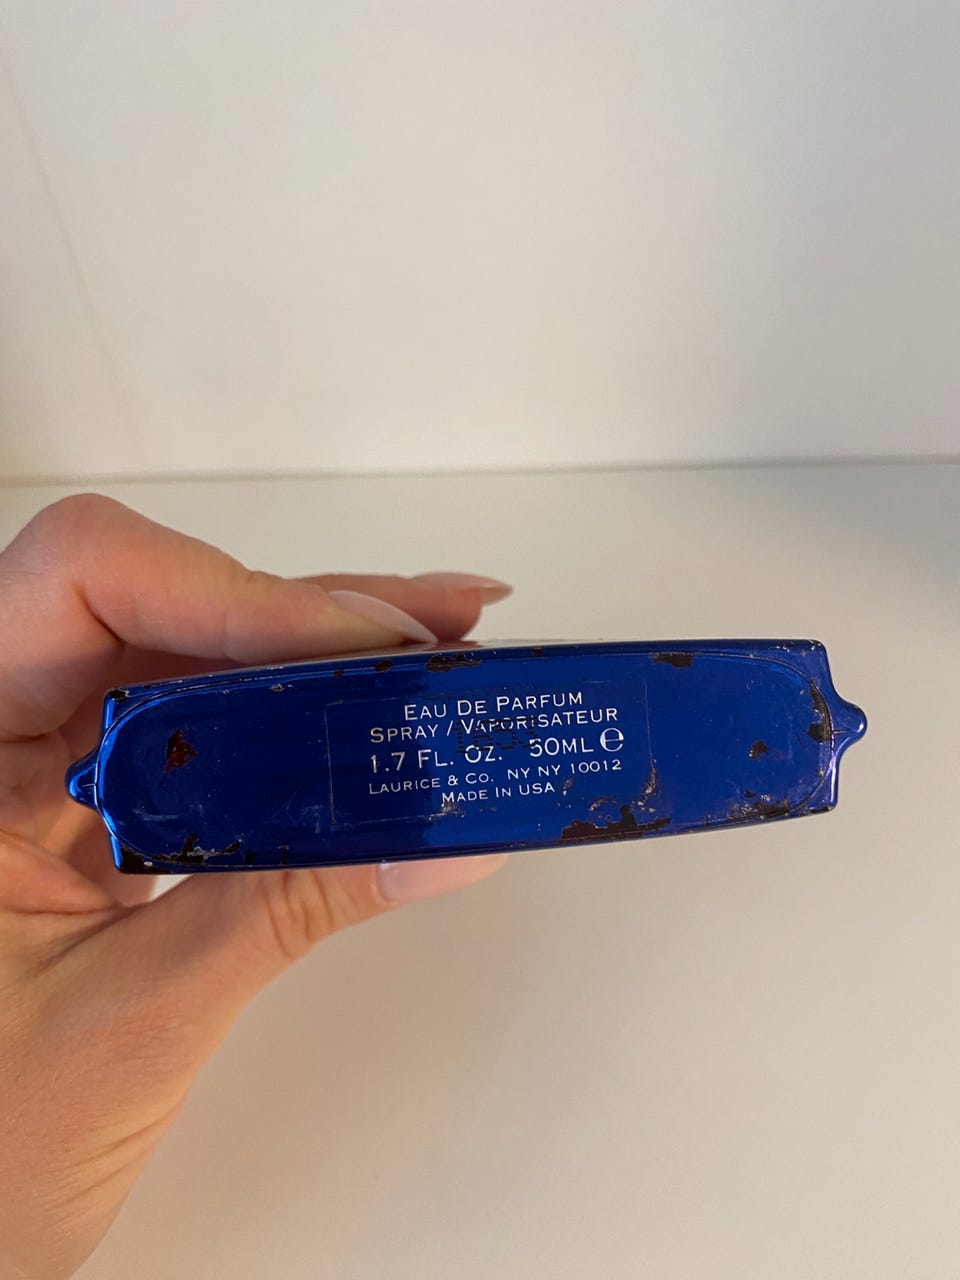 Eau De Parfum
Spray / Vaporisateur
1.7 Fl. Oz. 50ml ℮
Laurice & Co. NY NY 10012
Made In USA